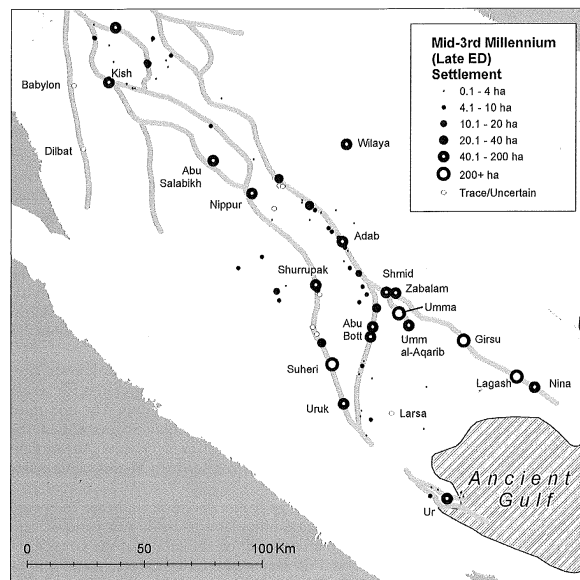 Mid-3rd Millennium
(Late ED)
Settlement
0.1 - 4 ha
4.1 - 10 ha
10.1 - 20 ha
20.1 - 40 ha
40.1 - 200 ha
200+ ha
Trace/Uncertain
Kish
Babylon
Dilbat
Wilaya
Abu
Salabikh
Nippur
Adab
Shurrupak
Shmid
Zabalam
Umma
Abu
Bott
Umm
al-Aqarib
Girsu
Suheri
Lagash
Nina
Uruk
Larsa
Ancient
Gulf
Ur
0 50 100 Km